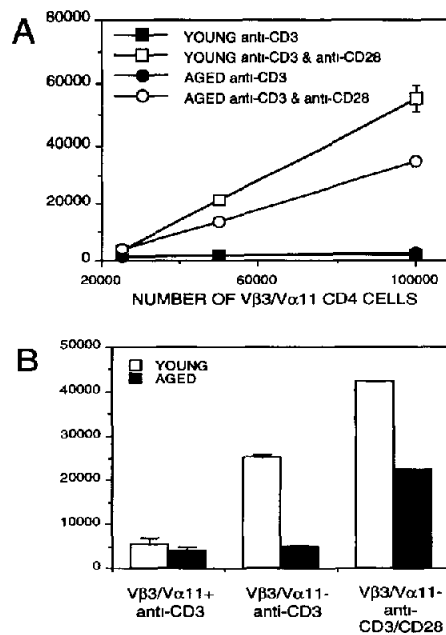 A
YOUNG anti-CD3
YOUNG anti-CD3 & anti-CD28
AGED anti-CD3
AGED anti-CD3 & anti-CD28
80000
60000
40000
20000
0
20000 60000 100000
NUMBER OF Vβ3/Vα11 CD4 CELLS
B
YOUNG
AGED
50000
40000
30000
20000
10000
0
Vβ3/Vα11+ Vβ3/Vα11- Vβ3/Vα11-
anti-CD3 anti-CD3 anti-
CD3/CD28